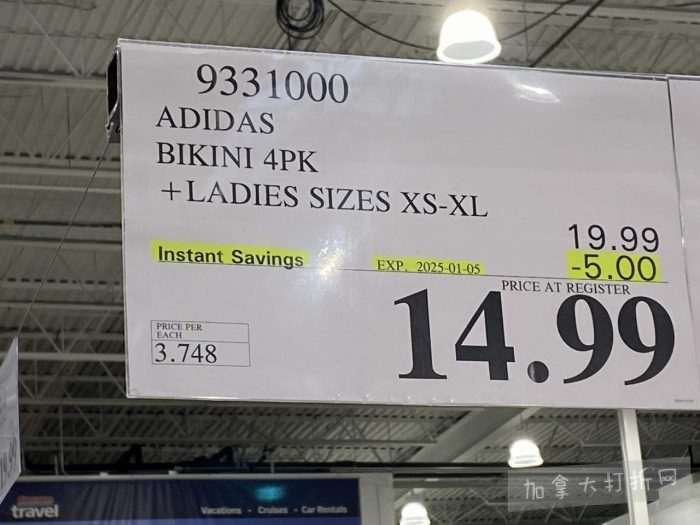 9331000
ADIDAS
BIKINI 4PK
+LADIES SIZES XS-XL
19.99
Instant Savings EXP. 2025-01-05 -5.00
PRICE AT REGISTER
14.99
PRICE PER
EACH
3.748
travel
Vacations • Cruises • Car Rentals
加拿大打折网